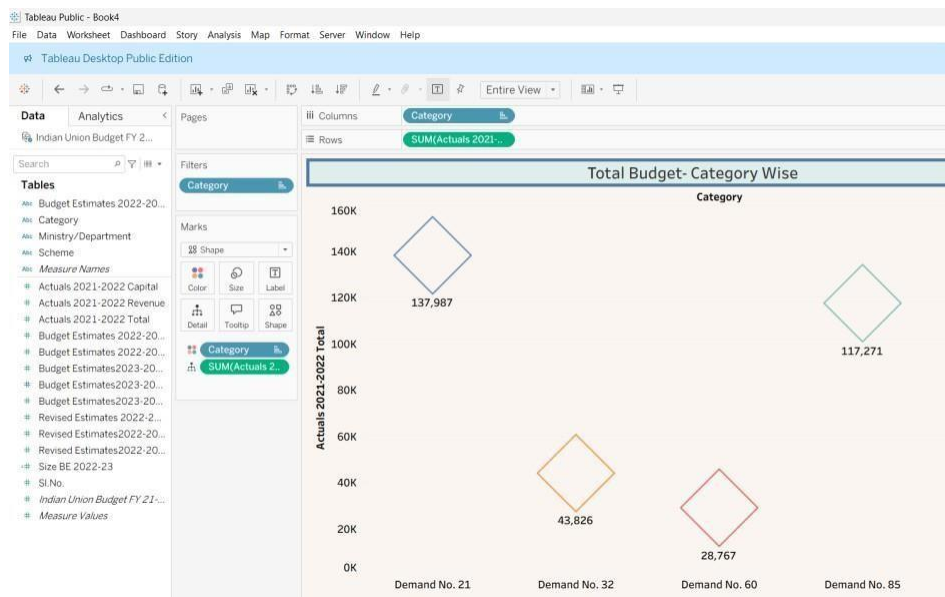 Tableau Public - Book4
File Data Worksheet Dashboard Story Analysis Map Format Server Window Help
Tableau Desktop Public Edition
Entire View
Data Analytics
Indian Union Budget FY 2...
Search
Tables
Abc Budget Estimates 2022-20...
Abc Category
Abc Ministry/Department
Abc Scheme
Abc Measure Names
# Actuals 2021-2022 Capital
# Actuals 2021-2022 Revenue
# Actuals 2021-2022 Total
# Budget Estimates 2022-20...
# Budget Estimates 2022-20...
# Budget Estimates2023-20...
# Budget Estimates2023-20...
# Budget Estimates2023-20...
# Revised Estimates 2022-2...
# Revised Estimates2022-20...
# Revised Estimates2022-20...
# Size BE 2022-23
# Sl.No.
# Indian Union Budget FY 21-...
# Measure Values
Pages
Filters
Category
Marks
Shape
Color Size Label
Detail Tooltip Shape
Category
SUM(Actuals 2..
Columns Category
Rows SUM(Actuals 2021-..
Total Budget- Category Wise
Category
Actuals 2021-2022 Total
160K
140K
120K
100K
80K
60K
40K
20K
0K
137,987
43,826
28,767
117,271
Demand No. 21 Demand No. 32 Demand No. 60 Demand No. 85